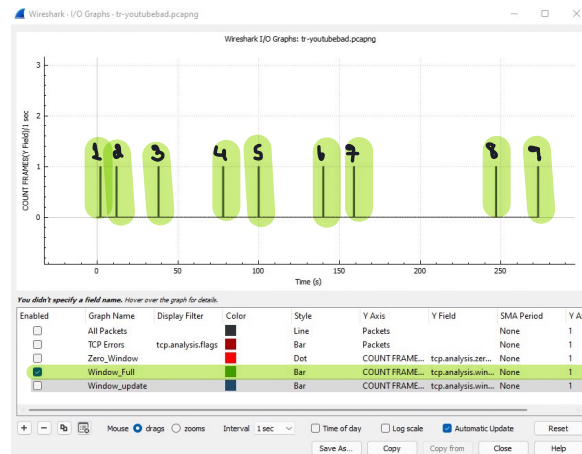 Wireshark · I/O Graphs · tr-youtubebad.pcapng
Wireshark I/O Graphs: tr-youtubebad.pcapng
COUNT FRAMES(Y Field)/1 sec
3
2
1
0
1 2 3 4 5 6 7 8 9
0 50 100 150 200 250
Time (s)
You didn't specify a field name. Hover over the graph for details.
Enabled Graph Name Display Filter Color Style Y Axis Y Field SMA Period Y A
All Packets Line Packets None 1
TCP Errors tcp.analysis.flags Bar Packets None 1
Zero_Window Dot COUNT FRAME... tcp.analysis.zer... None 1
Window_Full Bar COUNT FRAME... tcp.analysis.win... None 1
Window_update Bar COUNT FRAME... tcp.analysis.win... None 1
+ − Mouse drags zooms Interval 1 sec Time of day Log scale Automatic Update Reset
Save As... Copy Copy from Close Help